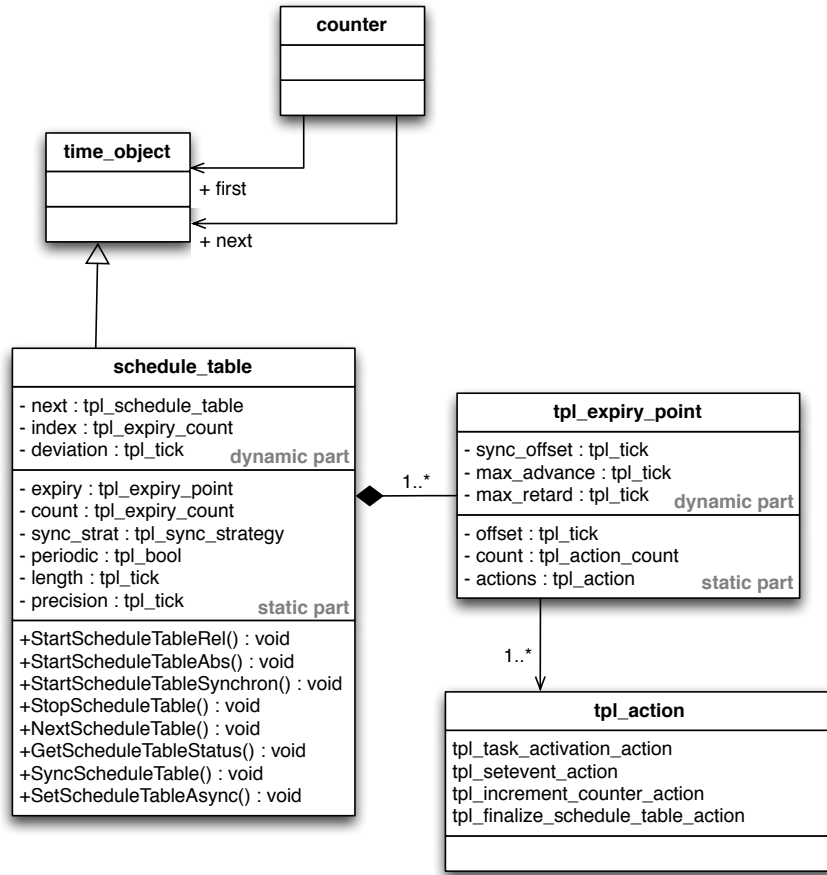 counter
time_object
+ first
+ next
schedule_table
- next : tpl_schedule_table
- index : tpl_expiry_count
- deviation : tpl_tick
dynamic part
- expiry : tpl_expiry_point
- count : tpl_expiry_count
- sync_strat : tpl_sync_strategy
- periodic : tpl_bool
- length : tpl_tick
- precision : tpl_tick
static part
+StartScheduleTableRel() : void
+StartScheduleTableAbs() : void
+StartScheduleTableSynchron() : void
+StopScheduleTable() : void
+NextScheduleTable() : void
+GetScheduleTableStatus() : void
+SyncScheduleTable() : void
+SetScheduleTableAsync() : void
1..*
tpl_expiry_point
- sync_offset : tpl_tick
- max_advance : tpl_tick
- max_retard : tpl_tick
dynamic part
- offset : tpl_tick
- count : tpl_action_count
- actions : tpl_action
static part
1..*
tpl_action
tpl_task_activation_action
tpl_setevent_action
tpl_increment_counter_action
tpl_finalize_schedule_table_action